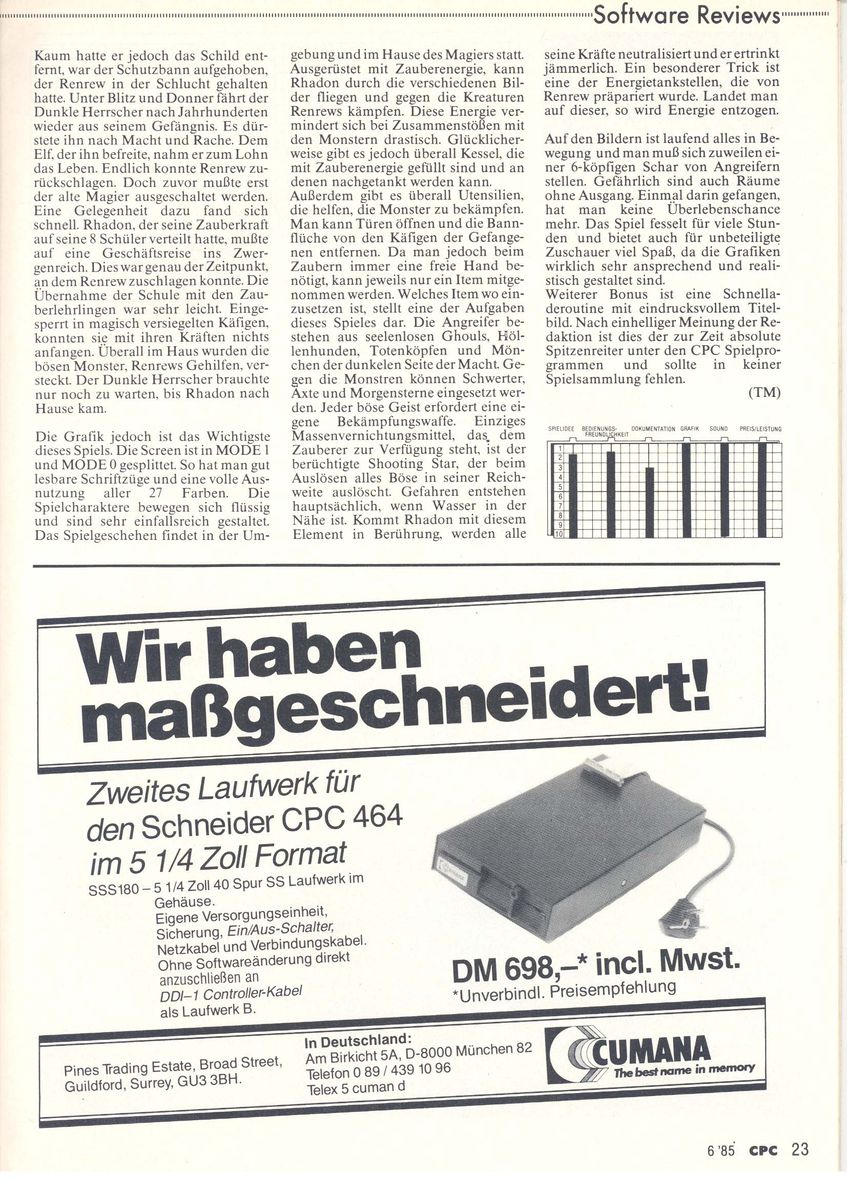 Software Reviews
Kaum hatte er jedoch das Schild ent-
fernt, war der Schutzbann aufgehoben,
der Renrew in der Schlucht gehalten
hatte. Unter Blitz und Donner fährt der
Dunkle Herrscher nach Jahrhunderten
wieder aus seinem Gefängnis. Es dür-
stete ihn nach Macht und Rache. Dem
Elf, der ihn befreite, nahm er zum Lohn
das Leben. Endlich konnte Renrew zu-
rückschlagen. Doch zuvor mußte erst
der alte Magier ausgeschaltet werden.
Eine Gelegenheit dazu fand sich
schnell. Rhadon, der seine Zauberkraft
auf seine 8 Schüler verteilt hatte, mußte
auf eine Geschäftsreise ins Zwer-
genreich. Dies war genau der Zeitpunkt,
an dem Renrew zuschlagen konnte. Die
Übernahme der Schule mit den Zau-
berlehrlingen war sehr leicht. Einge-
sperrt in magisch versiegelten Käfigen,
konnten sie mit ihren Kräften nichts
anfangen. Überall im Haus wurden die
bösen Monster, Renrews Gehilfen, ver-
steckt. Der Dunkle Herrscher brauchte
nur noch zu warten, bis Rhadon nach
Hause kam.
Die Grafik jedoch ist das Wichtigste
dieses Spiels. Die Screen ist in MODE 1
und MODE 0 gesplittet. So hat man gut
lesbare Schriftzüge und eine volle Aus-
nutzung aller 27 Farben. Die
Spielcharaktere bewegen sich flüssig
und sind sehr einfallsreich gestaltet.
Das Spielgeschehen findet in der Um-
gebung und im Hause des Magiers statt.
Ausgerüstet mit Zauberenergie, kann
Rhadon durch die verschiedenen Bil-
der fliegen und gegen die Kreaturen
Renrews kämpfen. Diese Energie ver-
mindert sich bei Zusammenstößen mit
den Monstern drastisch. Glücklicher-
weise gibt es jedoch überall Kessel, die
mit Zauberenergie gefüllt sind und an
denen nachgetankt werden kann.
Außerdem gibt es überall Utensilien,
die helfen, die Monster zu bekämpfen.
Man kann Türen öffnen und die Bann-
flüche von den Käfigen der Gefange-
nen entfernen. Da man jedoch beim
Zaubern immer eine freie Hand be-
nötigt, kann jeweils nur ein Item mitge-
nommen werden. Welches Item wo ein-
zusetzen ist, stellt eine der Aufgaben
dieses Spieles dar. Die Angreifer be-
stehen aus seelenlosen Ghouls, Höl-
lenhunden, Totenköpfen und Mön-
chen der dunkelen Seite der Macht. Ge-
gen die Monstren können Schwerter,
Äxte und Morgensterne eingesetzt wer-
den. Jeder böse Geist erfordert eine ei-
gene Bekämpfungswaffe. Einziges
Massenvernichtungsmittel, das dem
Zauberer zur Verfügung steht, ist der
berüchtigte Shooting Star, der beim
Auslösen alles Böse in seiner Reich-
weite auslöscht. Gefahren entstehen
hauptsächlich, wenn Wasser in der
Nähe ist. Kommt Rhadon mit diesem
Element in Berührung, werden alle
seine Kräfte neutralisiert und er ertrinkt
jämmerlich. Ein besonderer Trick ist
eine der Energietankstellen, die von
Renrew präpariert wurde. Landet man
auf dieser, so wird Energie entzogen.
Auf den Bildern ist laufend alles in Be-
wegung und man muß sich zuweilen ei-
ner 6-köpfigen Schar von Angreifern
stellen. Gefährlich sind auch Räume
ohne Ausgang. Einmal darin gefangen,
hat man keine Überlebenschance
mehr. Das Spiel fesselt für viele Stun-
den und bietet auch für unbeteiligte
Zuschauer viel Spaß, da die Grafiken
wirklich sehr ansprechend und reali-
stisch gestaltet sind.
Weiterer Bonus ist eine Schnella-
deroutine mit eindrucksvollem Titel-
bild. Nach einhelliger Meinung der Re-
daktion ist dies der zur Zeit absolute
Spitzenreiter unter den CPC Spielpro-
grammen und sollte in keiner
Spielsammlung fehlen.
(TM)
SPIELIDEE BEDIENUNGS- DOKUMENTATION GRAFIK SOUND PREIS/LEISTUNG
FREUNDLICHKEIT
1
2
3
4
5
6
7
8
9
10
Wir haben
maßgeschneidert!
Zweites Laufwerk für
den Schneider CPC 464
im 5 1/4 Zoll Format
SSS180 – 5 1/4 Zoll 40 Spur SS Laufwerk im
Gehäuse.
Eigene Versorgungseinheit,
Sicherung, Ein/Aus-Schalter,
Netzkabel und Verbindungskabel.
Ohne Softwareänderung direkt
anzuschließen an
DDI–1 Controller-Kabel
als Laufwerk B.
DM 698,–* incl. Mwst.
*Unverbindl. Preisempfehlung
Pines Trading Estate, Broad Street,
Guildford, Surrey, GU3 3BH.
In Deutschland:
Am Birkicht 5A, D-8000 München 82
Telefon 0 89 / 439 10 96
Telex 5 cuman d
CUMANA
The best name in memory
6 '85 CPC 23